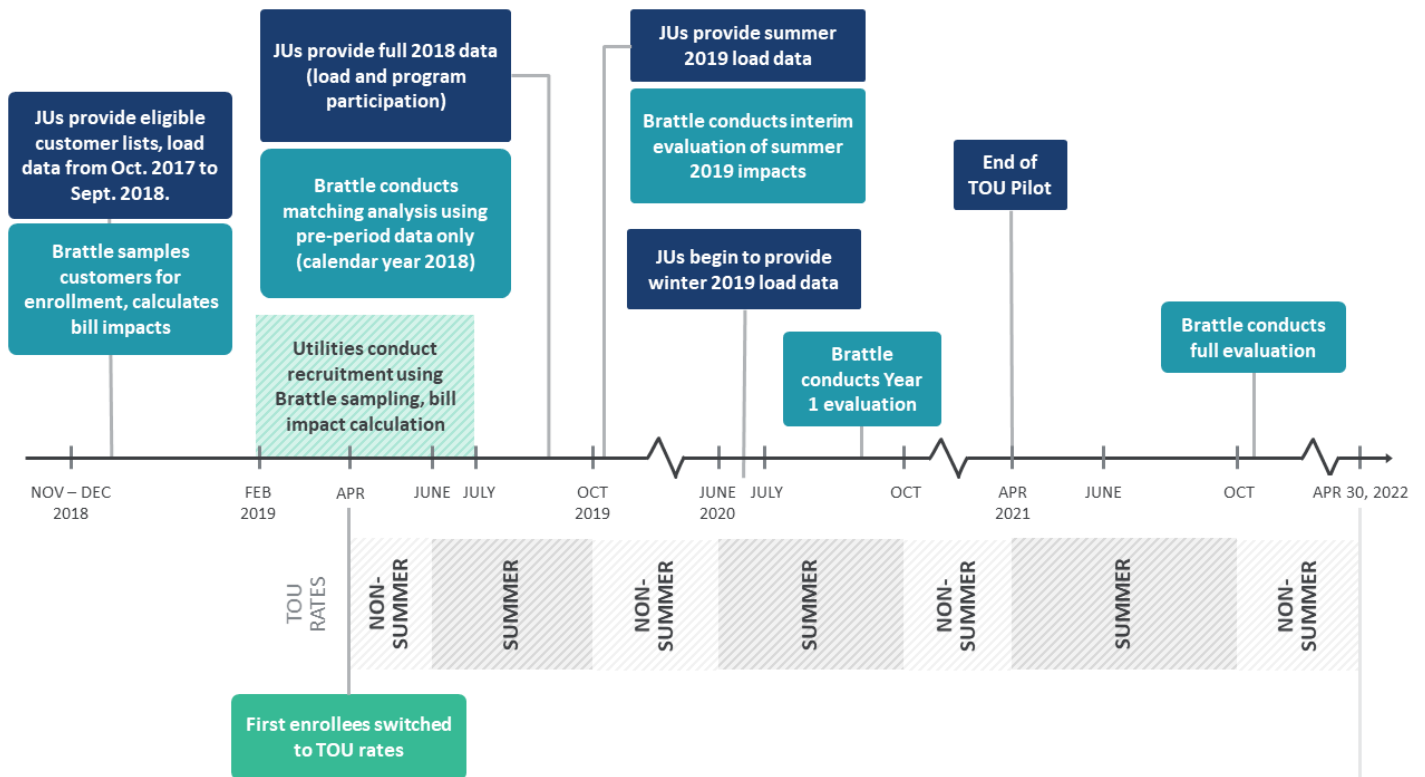 JUs provide eligible
customer lists, load
data from Oct. 2017 to
Sept. 2018.
Brattle samples
customers for
enrollment, calculates
bill impacts
JUs provide full 2018 data
(load and program
participation)
Brattle conducts
matching analysis using
pre-period data only
(calendar year 2018)
Utilities conduct
recruitment using
Brattle sampling, bill
impact calculation
JUs provide summer
2019 load data
Brattle conducts interim
evaluation of summer
2019 impacts
JUs begin to provide
winter 2019 load data
Brattle
conducts Year
1 evaluation
End of
TOU Pilot
Brattle conducts
full evaluation
NOV – DEC
2018
FEB
2019
APR
JUNE
JULY
OCT
2019
JUNE
2020
JULY
OCT
APR
2021
JUNE
OCT
APR 30, 2022
TOU
RATES
NON-
SUMMER
SUMMER
NON-
SUMMER
SUMMER
NON-
SUMMER
SUMMER
NON-
SUMMER
First enrollees switched
to TOU rates